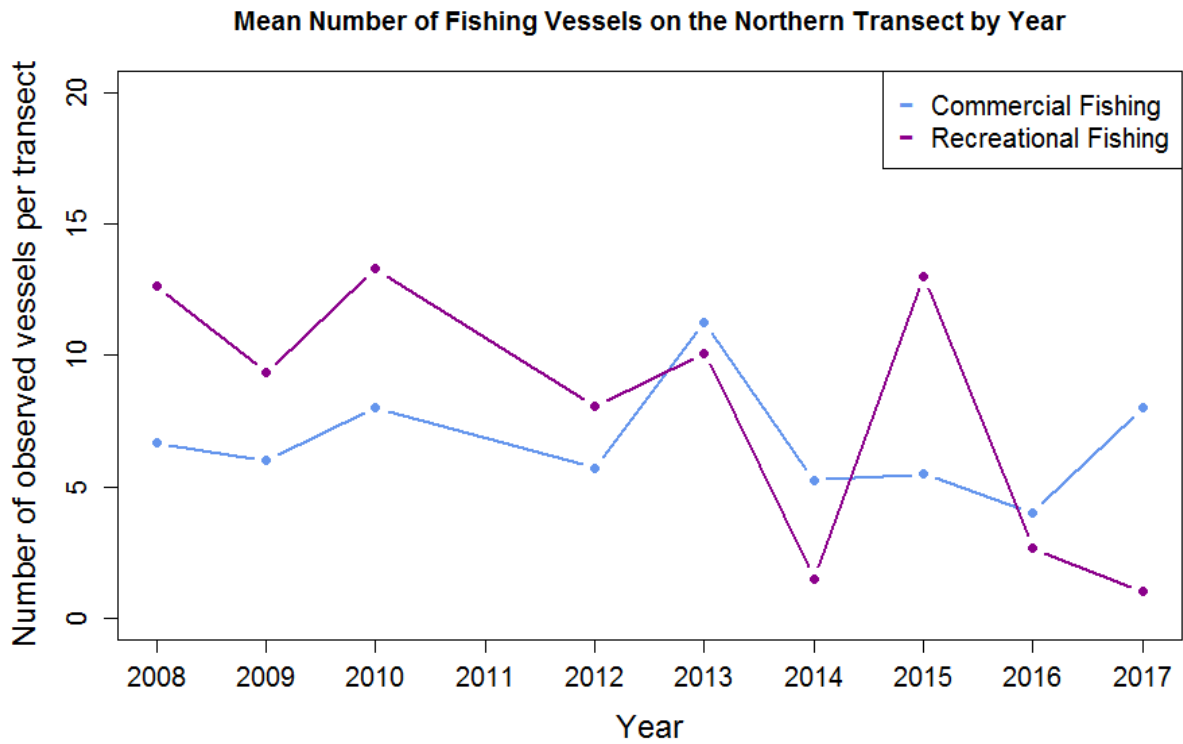 Mean Number of Fishing Vessels on the Northern Transect by Year
Number of observed vessels per transect
20
15
10
5
0
Commercial Fishing
Recreational Fishing
2008 2009 2010 2011 2012 2013 2014 2015 2016 2017
Year